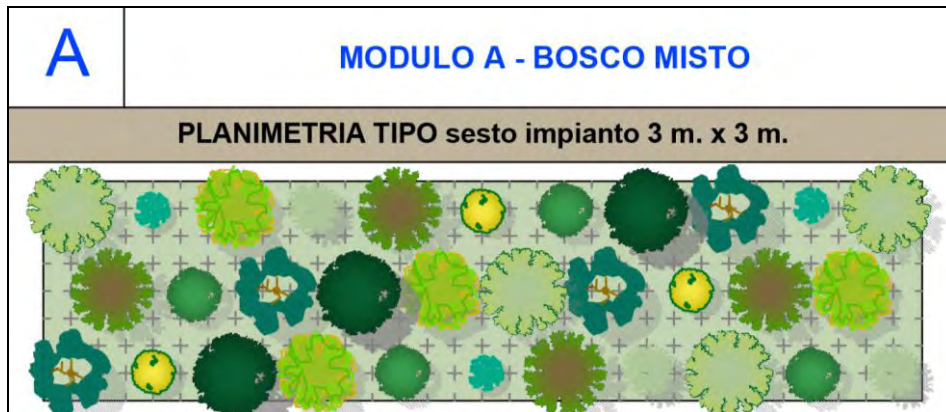 A
MODULO A - BOSCO MISTO
PLANIMETRIA TIPO sesto impianto 3 m. x 3 m.